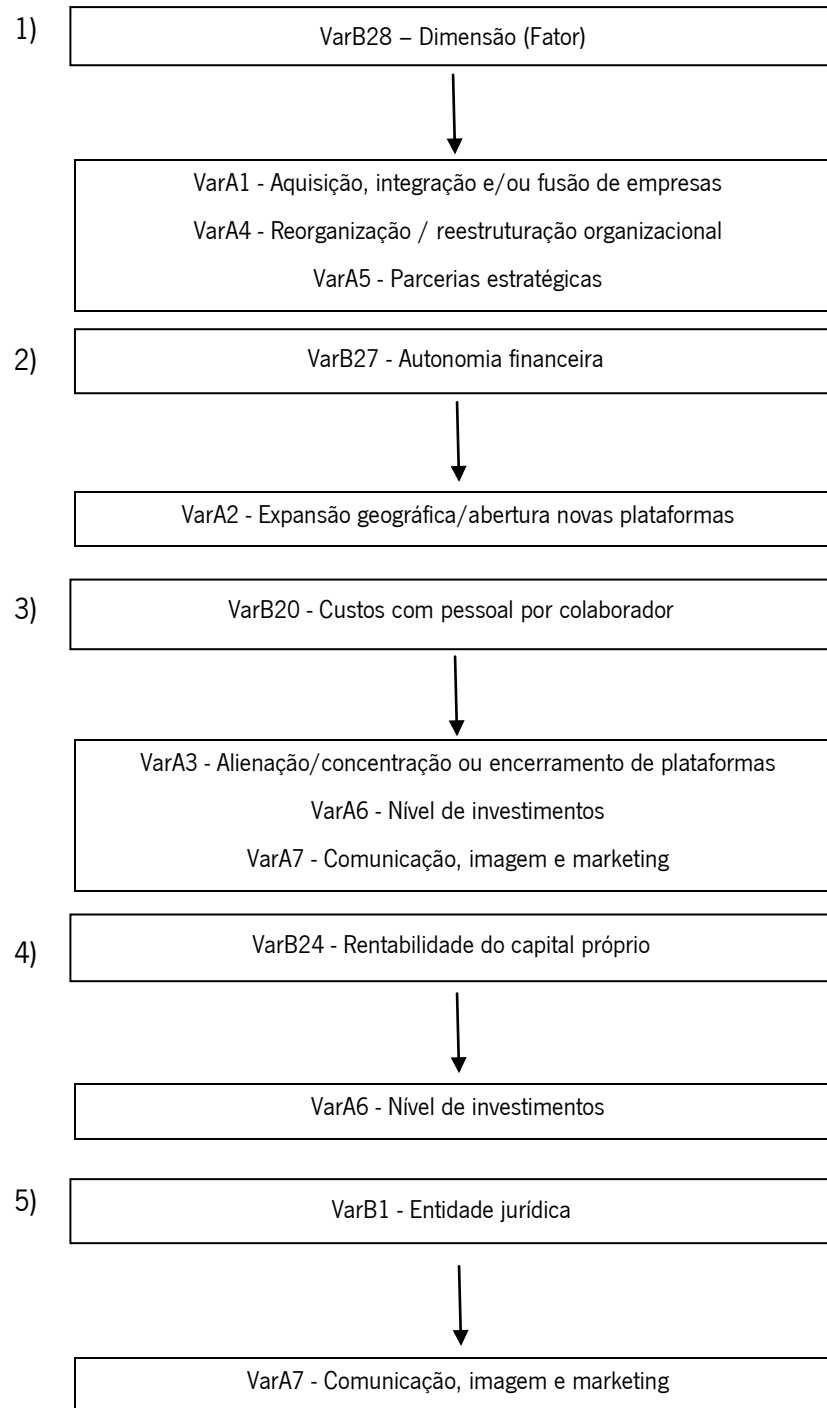 1)
VarB28 – Dimensão (Fator)
VarA1 - Aquisição, integração e/ou fusão de empresas
VarA4 - Reorganização / reestruturação organizacional
VarA5 - Parcerias estratégicas
2)
VarB27 - Autonomia financeira
VarA2 - Expansão geográfica/abertura novas plataformas
3)
VarB20 - Custos com pessoal por colaborador
VarA3 - Alienação/concentração ou encerramento de plataformas
VarA6 - Nível de investimentos
VarA7 - Comunicação, imagem e marketing
4)
VarB24 - Rentabilidade do capital próprio
VarA6 - Nível de investimentos
5)
VarB1 - Entidade jurídica
VarA7 - Comunicação, imagem e marketing